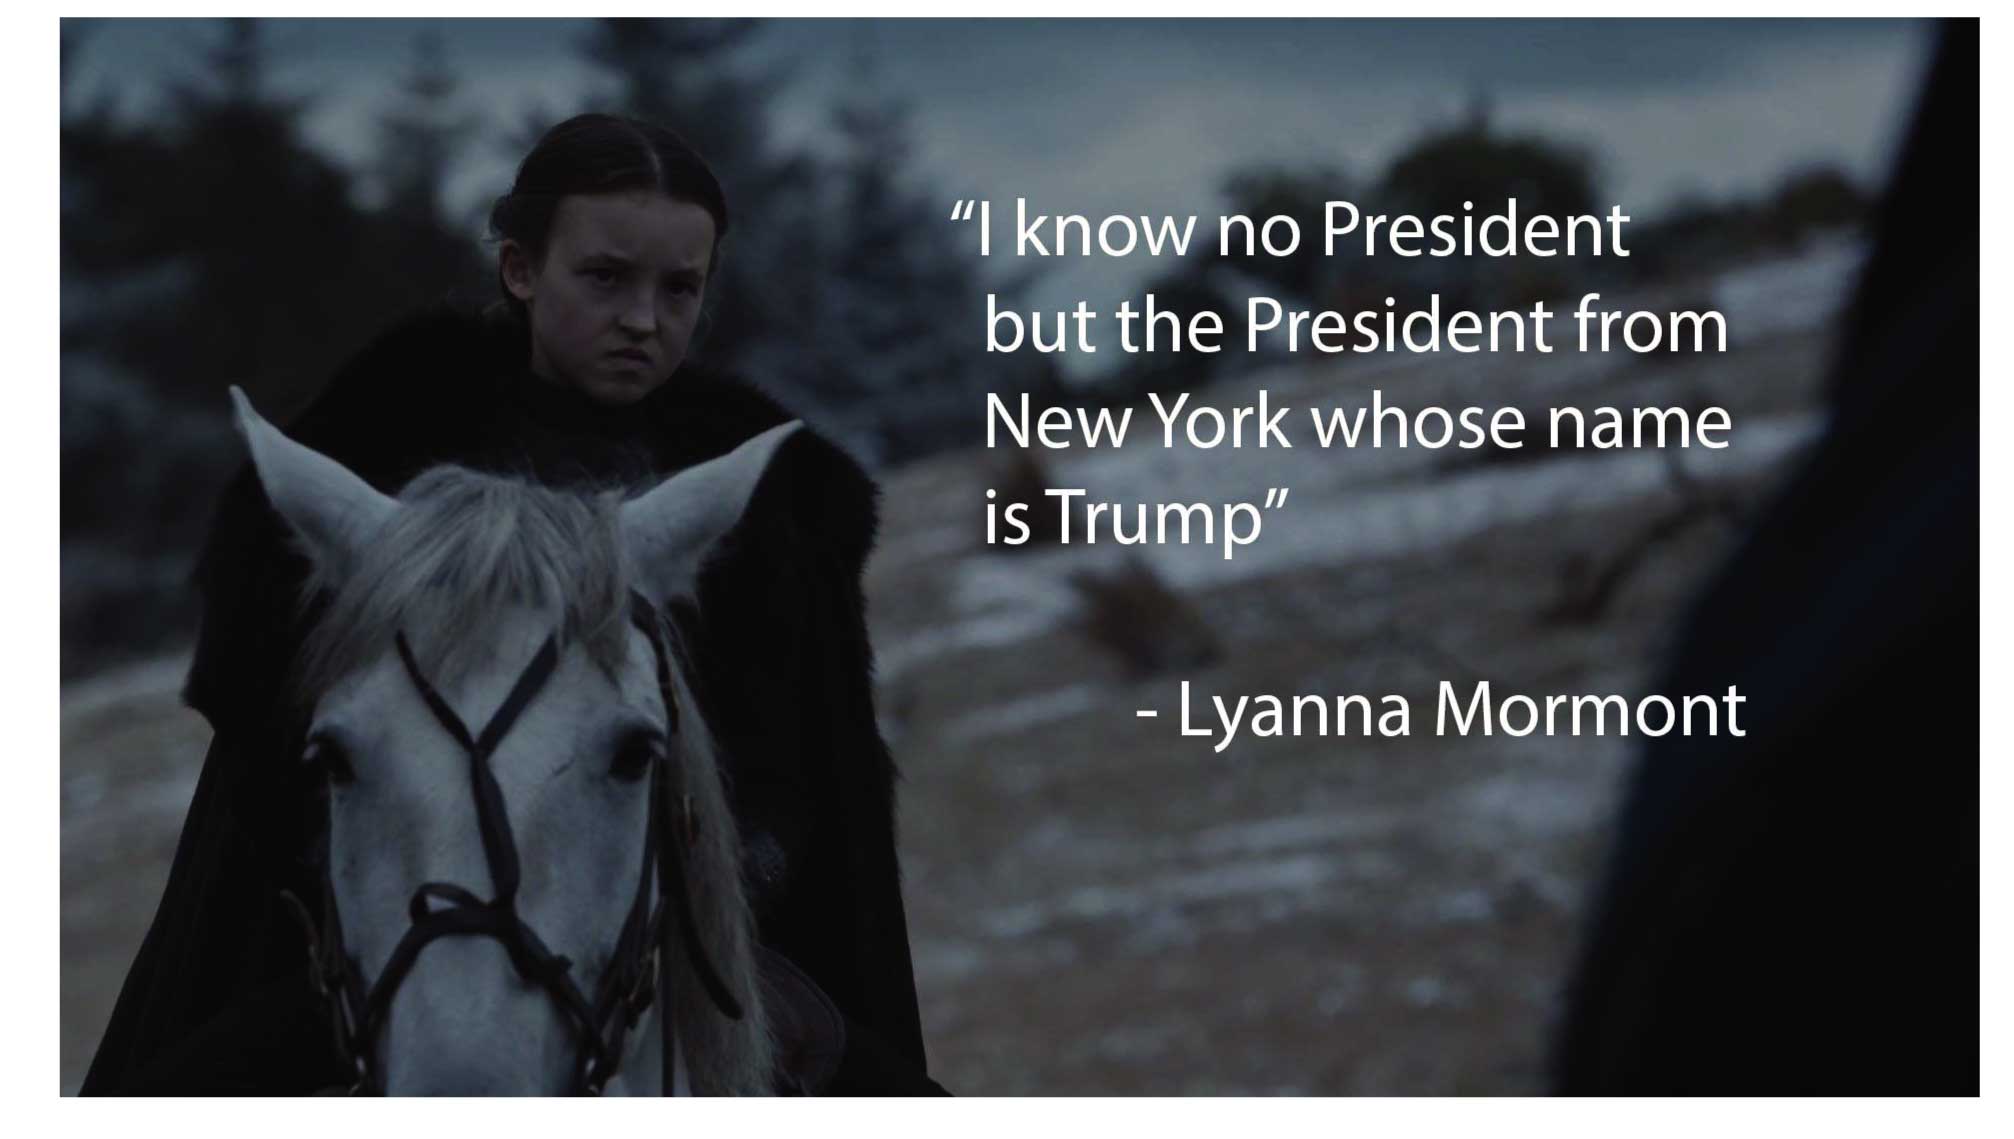 “I know no President
but the President from
New York whose name
is Trump”
- Lyanna Mormont